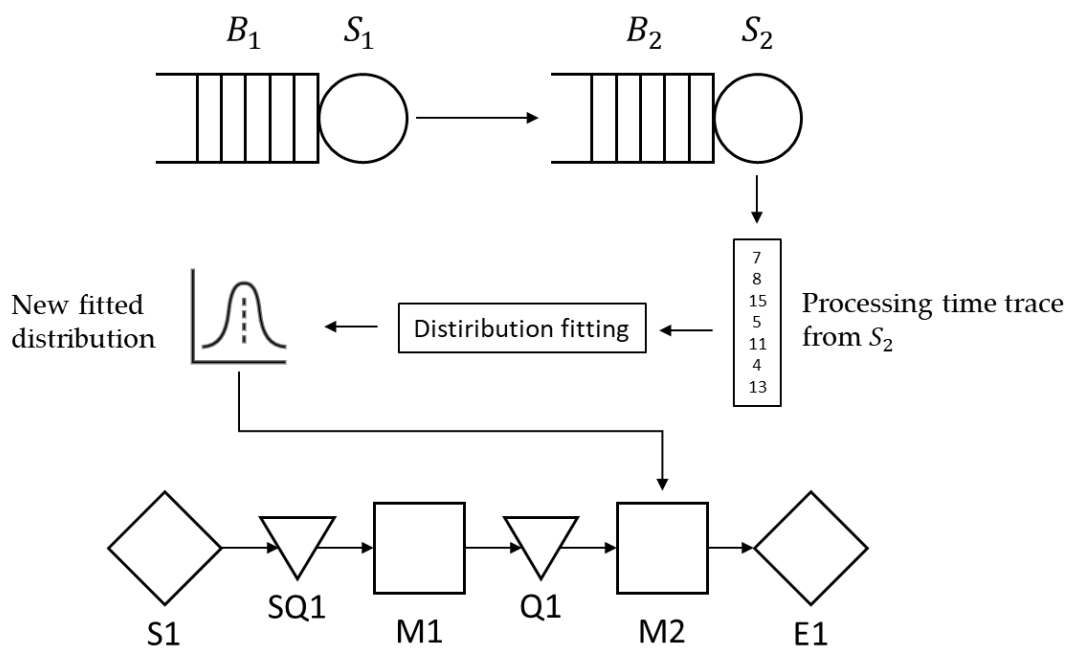 B₁ S₁ B₂ S₂
7
8
15
5
11
4
13
Processing time trace
from S₂
Distiribution fitting
New fitted
distribution
S1 SQ1 M1 Q1 M2 E1